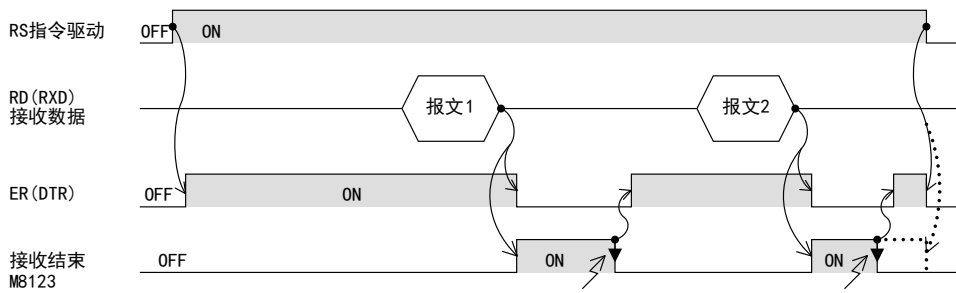 RS指令驱动
OFF
ON
RD(RXD)
接收数据
报文1
报文2
ER(DTR)
OFF
ON
接收结束
M8123
OFF
ON
ON